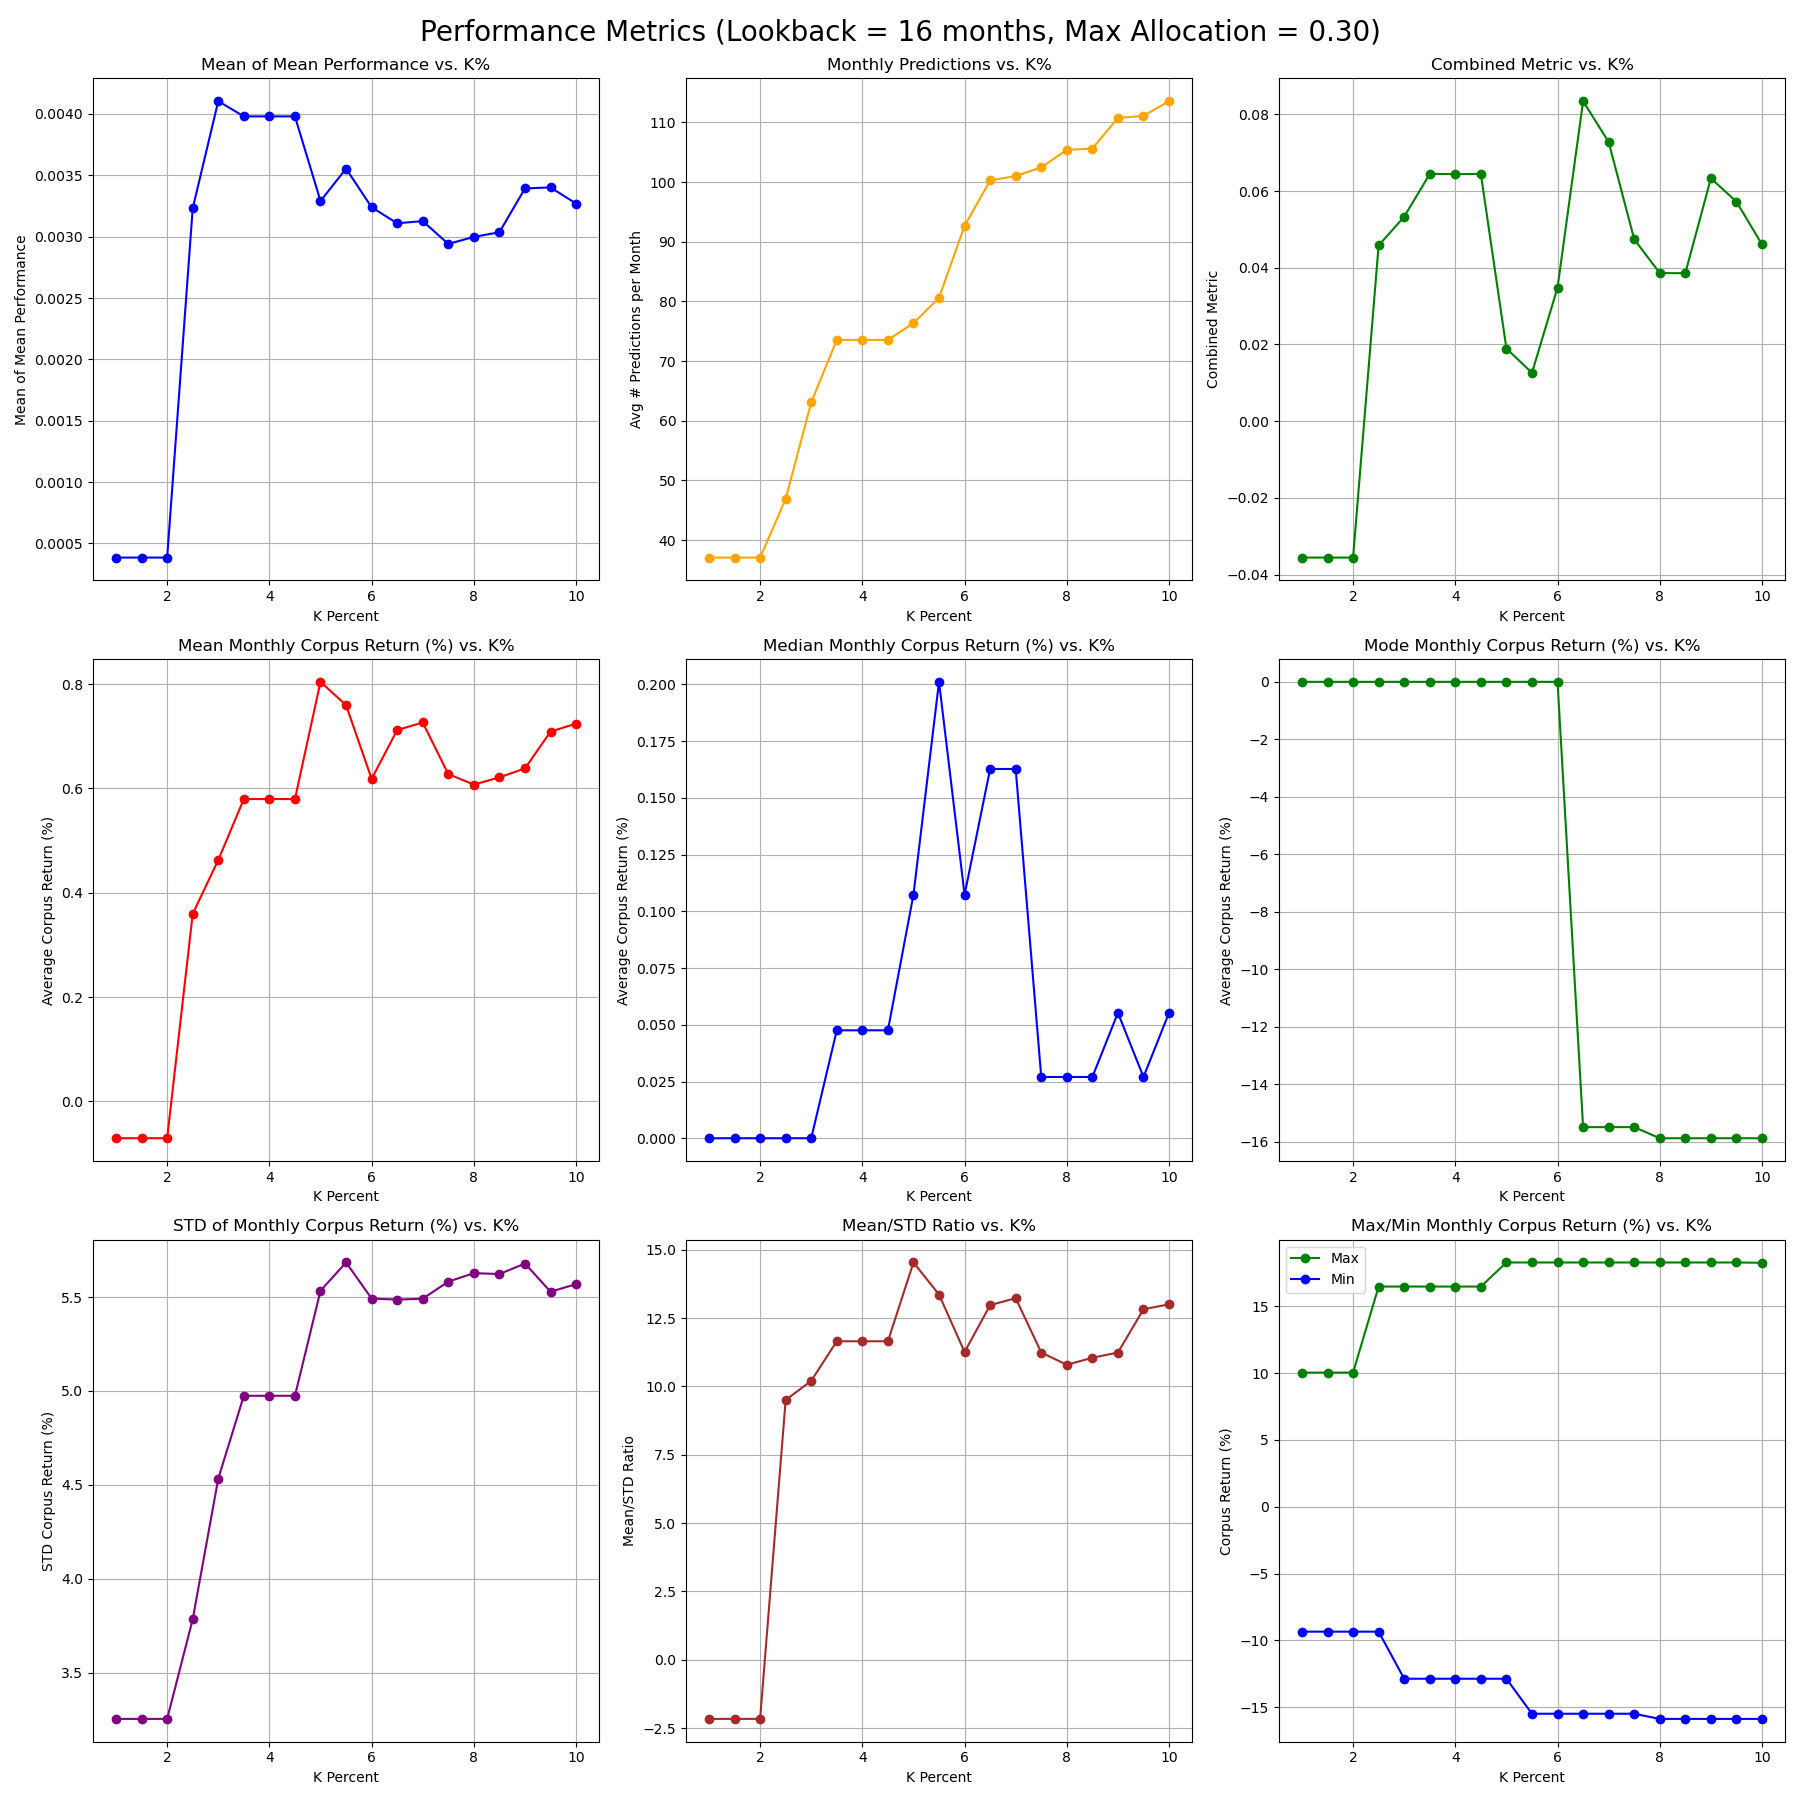 Performance Metrics (Lookback = 16 months, Max Allocation = 0.30)
Mean of Mean Performance vs. K%
Mean of Mean Performance
0.0040
0.0035
0.0030
0.0025
0.0020
0.0015
0.0010
0.0005
2 4 6 8 10
K Percent
Monthly Predictions vs. K%
Avg # Predictions per Month
110
100
90
80
70
60
50
40
2 4 6 8 10
K Percent
Combined Metric vs. K%
Combined Metric
0.08
0.06
0.04
0.02
0.00
−0.02
−0.04
2 4 6 8 10
K Percent
Mean Monthly Corpus Return (%) vs. K%
Average Corpus Return (%)
0.8
0.6
0.4
0.2
0.0
2 4 6 8 10
K Percent
Median Monthly Corpus Return (%) vs. K%
Average Corpus Return (%)
0.200
0.175
0.150
0.125
0.100
0.075
0.050
0.025
0.000
2 4 6 8 10
K Percent
Mode Monthly Corpus Return (%) vs. K%
Average Corpus Return (%)
0
−2
−4
−6
−8
−10
−12
−14
−16
2 4 6 8 10
K Percent
STD of Monthly Corpus Return (%) vs. K%
STD Corpus Return (%)
5.5
5.0
4.5
4.0
3.5
2 4 6 8 10
K Percent
Mean/STD Ratio vs. K%
Mean/STD Ratio
15.0
12.5
10.0
7.5
5.0
2.5
0.0
−2.5
2 4 6 8 10
K Percent
Max/Min Monthly Corpus Return (%) vs. K%
Max
Min
Corpus Return (%)
15
10
5
0
−5
−10
−15
2 4 6 8 10
K Percent